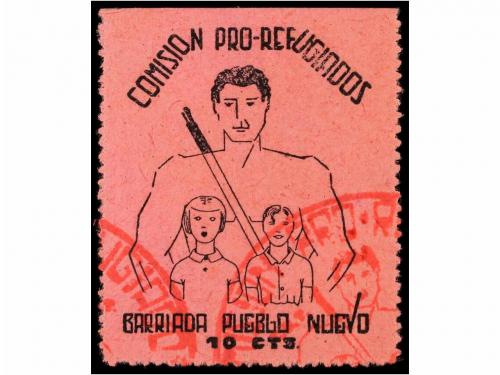 COMISION PRO-REFUGIADOS
BARRIADA PUEBLO NUEVO
10 CTS.